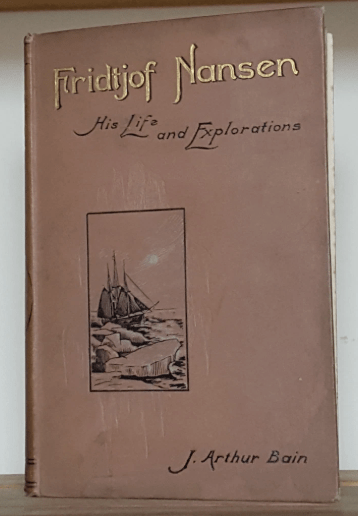 Fridtjof Nansen
His Life
and Explorations
J. Arthur Bain